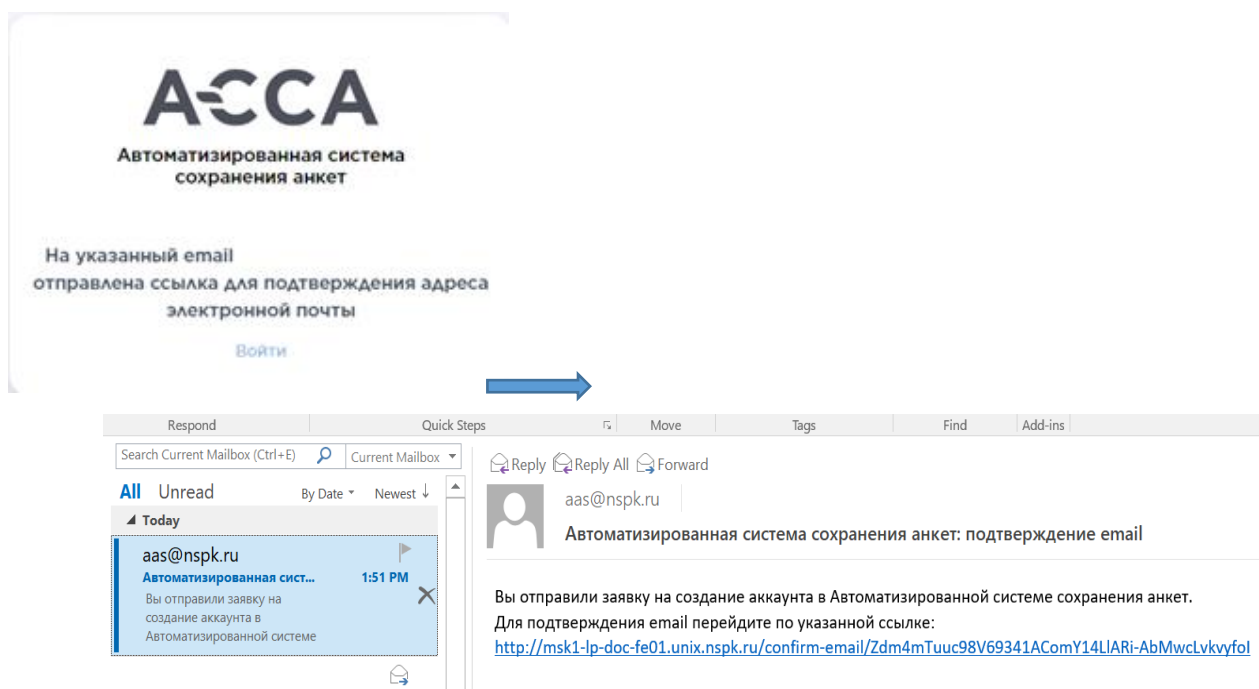 АССА
Автоматизированная система
сохранения анкет
На указанный email
отправлена ссылка для подтверждения адреса
электронной почты
Войти
Respond Quick Steps Move Tags Find Add-ins
Search Current Mailbox (Ctrl+E) Current Mailbox
All Unread By Date Newest ↓
Today
aas@nspk.ru
Автоматизированная сист... 1:51 PM
Вы отправили заявку на
создание аккаунта в
Автоматизированной системе
Reply Reply All Forward
aas@nspk.ru
Автоматизированная система сохранения анкет: подтверждение email
Вы отправили заявку на создание аккаунта в Автоматизированной системе сохранения анкет.
Для подтверждения email перейдите по указанной ссылке:
http://msk1-lp-doc-fe01.unix.nspk.ru/confirm-email/Zdm4mTuuc98V69341AComY14LlARi-AbMwcLvkvyfoI